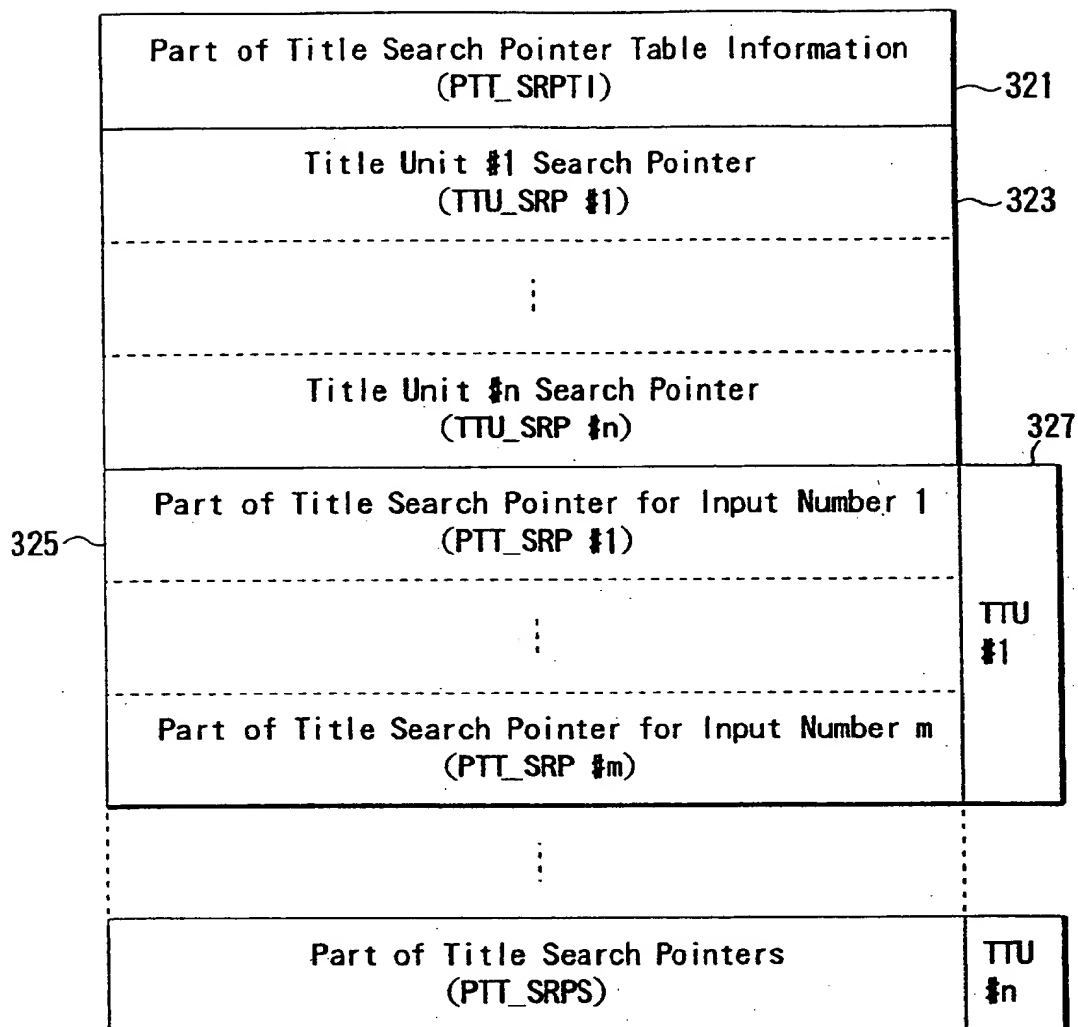 Part of Title Search Pointer Table Information
(PTT_SRPTI)
321
Title Unit #1 Search Pointer
(TTU_SRP #1)
323
Title Unit #n Search Pointer
(TTU_SRP #n)
327
Part of Title Search Pointer for Input Number 1
(PTT_SRP #1)
325
TTU
#1
Part of Title Search Pointer for Input Number m
(PTT_SRP #m)
Part of Title Search Pointers
(PTT_SRPS)
TTU
#n